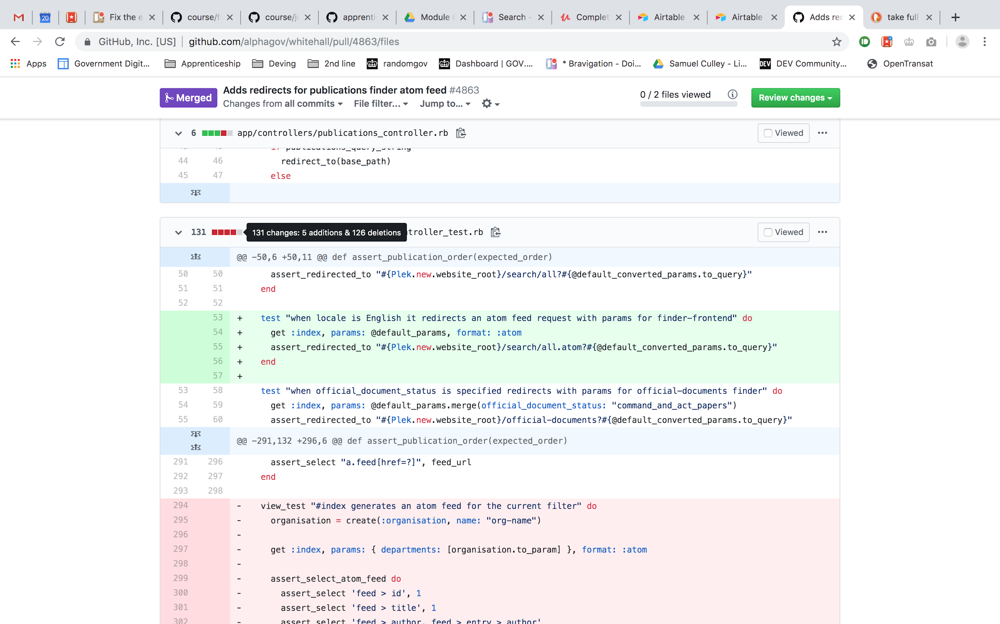 20
Fix the e
course/f
course/j
apprenti
Module
Search -
Complet
Airtable
Airtable
Adds rec
take full
GitHub, Inc. [US]
github.com/alphagov/whitehall/pull/4863/files
Apps
Government Digit...
Apprenticeship
Deving
2nd line
randomgov
Dashboard | GOV....
* Bravigation - Doi...
Samuel Culley - Li...
DEV
DEV Community...
OpenTransat
Merged
Adds redirects for publications finder atom feed #4863
Changes from all commits
File filter...
Jump to...
0 / 2 files viewed
Review changes
6 app/controllers/publications_controller.rb
Viewed
if publications_query_string
44 46 redirect_to(base_path)
45 47 else
131
131 changes: 5 additions & 126 deletions
troller_test.rb
Viewed
@@ -50,6 +50,11 @@ def assert_publication_order(expected_order)
50 50 assert_redirected_to "#{Plek.new.website_root}/search/all?#{@default_converted_params.to_query}"
51 51 end
52 52
53 + test "when locale is English it redirects an atom feed request with params for finder-frontend" do
54 + get :index, params: @default_params, format: :atom
55 + assert_redirected_to "#{Plek.new.website_root}/search/all.atom?#{@default_converted_params.to_query}"
56 + end
57 +
53 58 test "when official_document_status is specified redirects with params for official-documents finder" do
54 59 get :index, params: @default_params.merge(official_document_status: "command_and_act_papers")
55 60 assert_redirected_to "#{Plek.new.website_root}/official-documents?#{@default_converted_params.to_query}"
@@ -291,132 +296,6 @@ def assert_publication_order(expected_order)
291 296 assert_select "a.feed[href=?]", feed_url
292 297 end
293 298
294 - view_test "#index generates an atom feed for the current filter" do
295 - organisation = create(:organisation, name: "org-name")
296 -
297 - get :index, params: { departments: [organisation.to_param] }, format: :atom
298 -
299 - assert_select_atom_feed do
300 - assert_select 'feed > id', 1
301 - assert_select 'feed > title', 1
302 - assert_select 'feed > author, feed > entry > author'